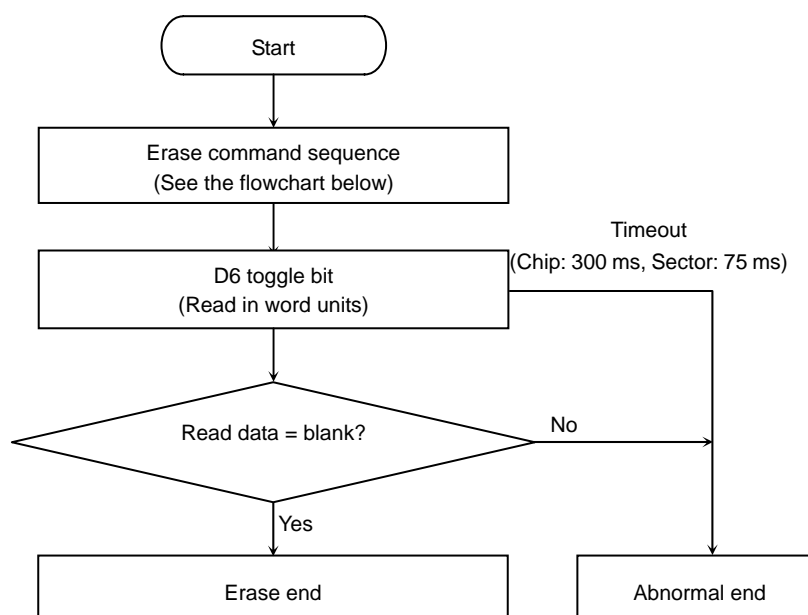 Start
Erase command sequence
(See the flowchart below)
Timeout
(Chip: 300 ms, Sector: 75 ms)
D6 toggle bit
(Read in word units)
Read data = blank?
No
Yes
Erase end
Abnormal end